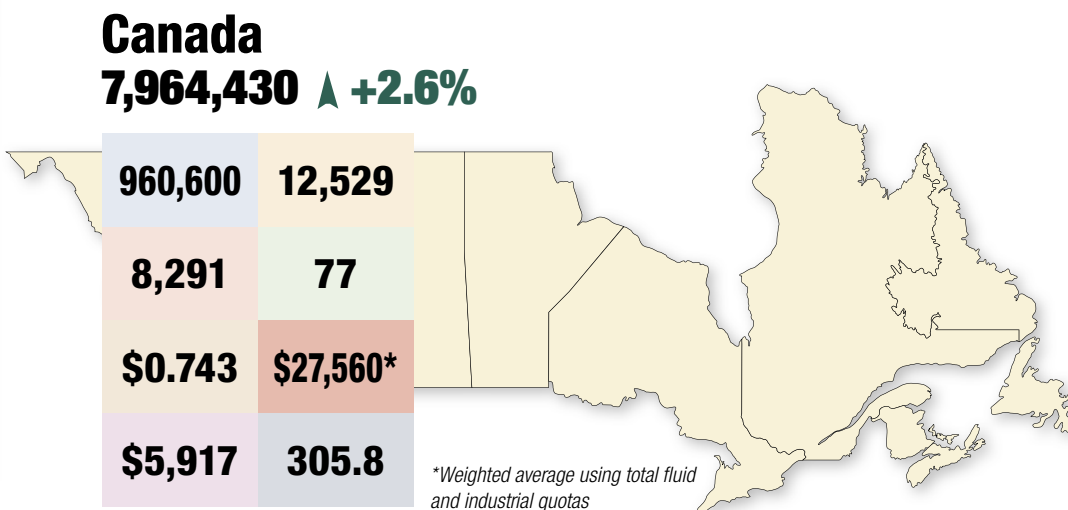 Canada
7,964,430 ▲ +2.6%
960,600 12,529
8,291 77
$0.743 $27,560*
$5,917 305.8
*Weighted average using total fluid
and industrial quotas